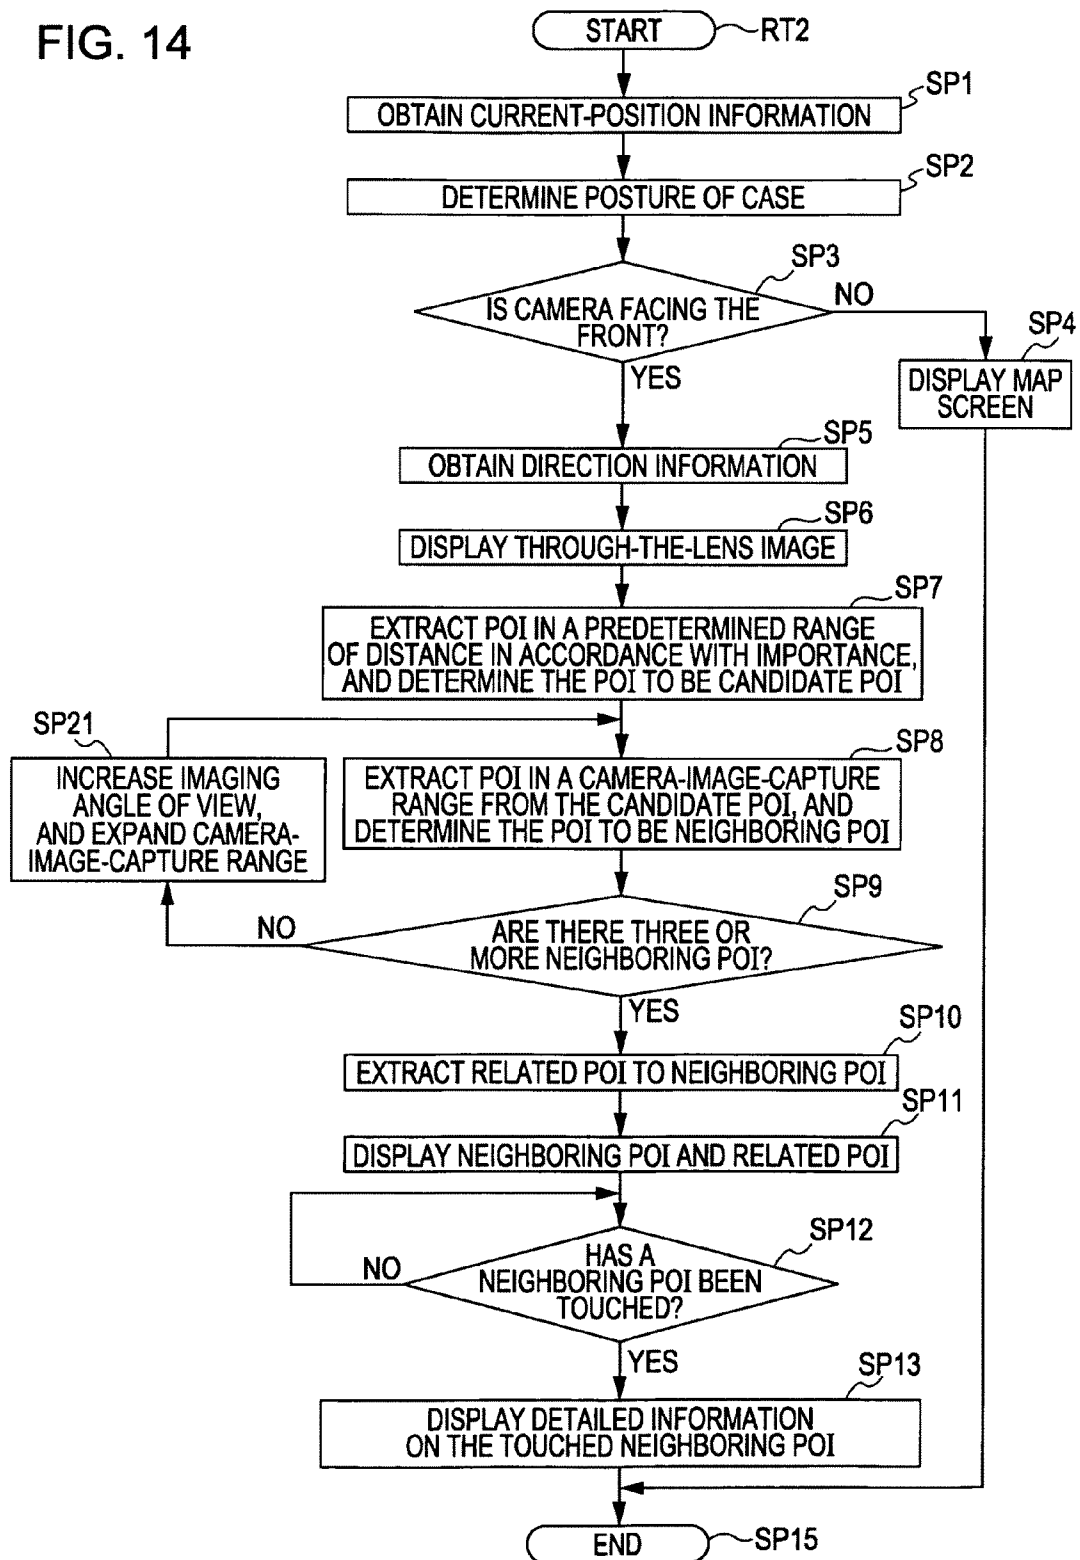 FIG. 14
START
RT2
SP1
OBTAIN CURRENT-POSITION INFORMATION
SP2
DETERMINE POSTURE OF CASE
SP3
IS CAMERA FACING THE
FRONT?
NO
YES
SP4
DISPLAY MAP
SCREEN
SP5
OBTAIN DIRECTION INFORMATION
SP6
DISPLAY THROUGH-THE-LENS IMAGE
SP7
EXTRACT POI IN A PREDETERMINED RANGE
OF DISTANCE IN ACCORDANCE WITH IMPORTANCE,
AND DETERMINE THE POI TO BE CANDIDATE POI
SP21
INCREASE IMAGING
ANGLE OF VIEW,
AND EXPAND CAMERA-
IMAGE-CAPTURE RANGE
SP8
EXTRACT POI IN A CAMERA-IMAGE-CAPTURE
RANGE FROM THE CANDIDATE POI, AND
DETERMINE THE POI TO BE NEIGHBORING POI
SP9
NO
ARE THERE THREE OR
MORE NEIGHBORING POI?
YES
SP10
EXTRACT RELATED POI TO NEIGHBORING POI
SP11
DISPLAY NEIGHBORING POI AND RELATED POI
SP12
NO
HAS A
NEIGHBORING POI BEEN
TOUCHED?
YES
SP13
DISPLAY DETAILED INFORMATION
ON THE TOUCHED NEIGHBORING POI
END
SP15